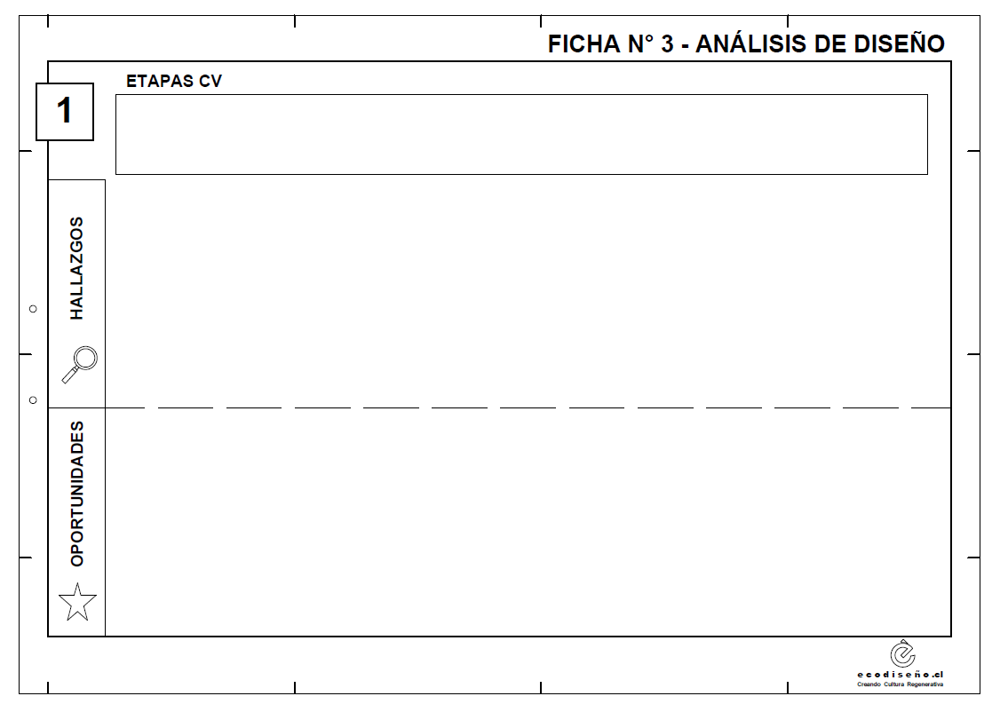 FICHA N° 3 - ANÁLISIS DE DISEÑO
ETAPAS CV
1
HALLAZGOS
OPORTUNIDADES
ecodiseño.cl
Creando Cultura Regenerativa